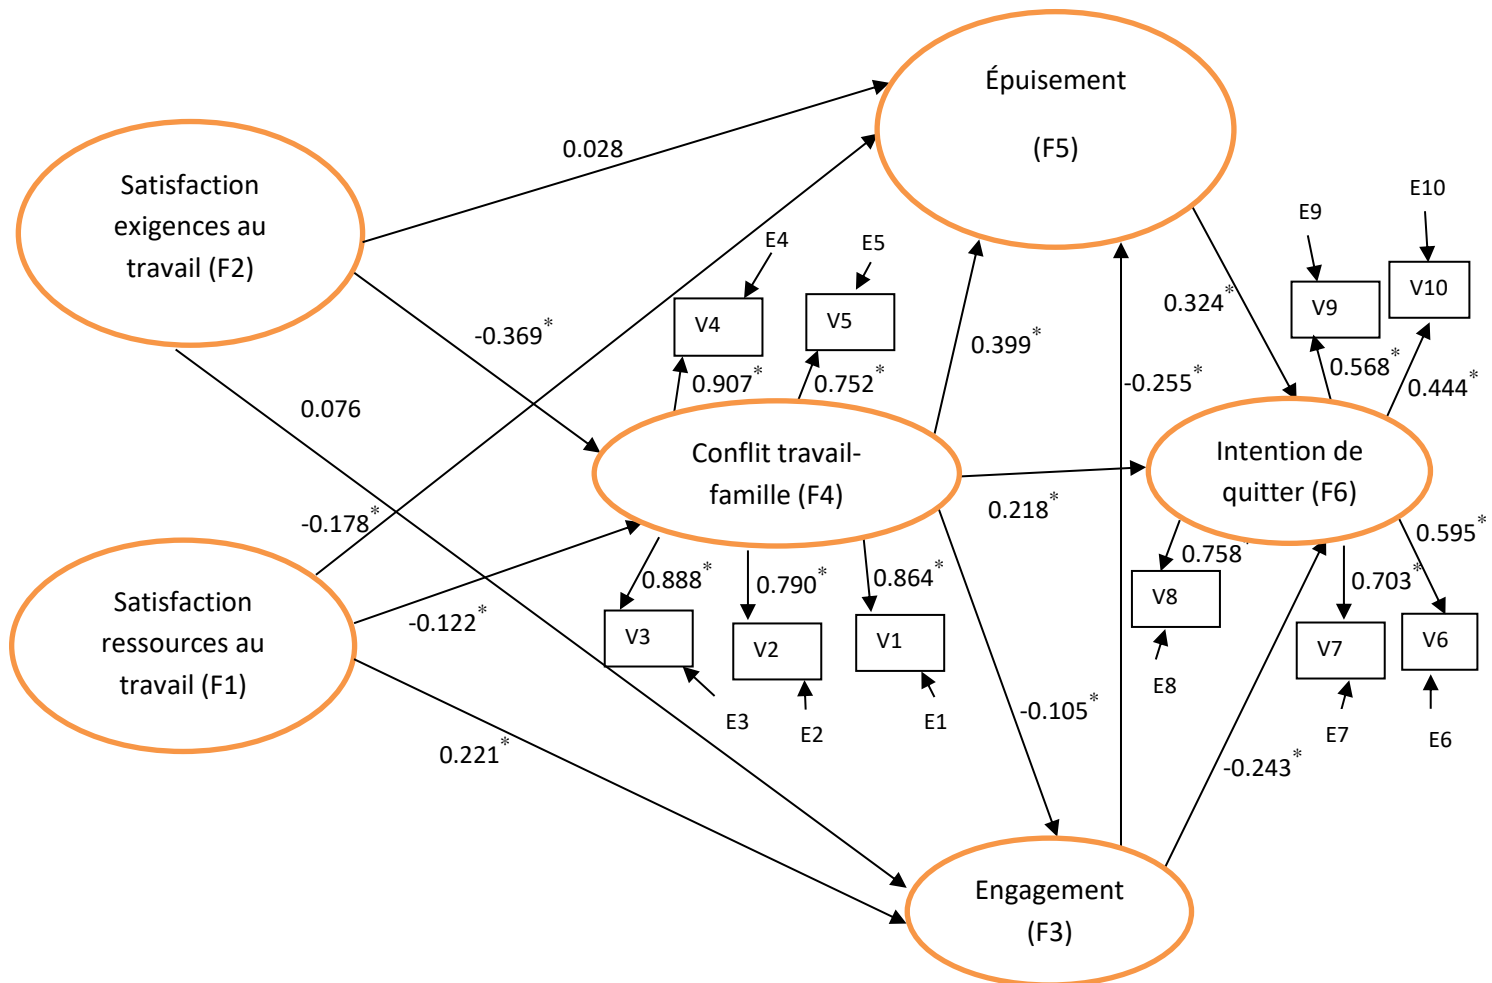 Épuisement
(F5)
0.028
Satisfaction
exigences au
travail (F2)
E10
E9
E4
E5
V10
V9
0.324*
V4
V5
-0.369*
0.399*
0.568*
0.907*
0.752*
-0.255*
0.444*
0.076
Conflit travail-
famille (F4)
Intention de
quitter (F6)
-0.178*
0.218*
0.595*
0.758
0.888*
0.790*
0.864*
0.703*
Satisfaction
ressources au
travail (F1)
-0.122*
V8
V3
V2
V1
V7
V6
E8
E3
E2
E1
E7
E6
-0.105*
0.221*
-0.243*
Engagement
(F3)